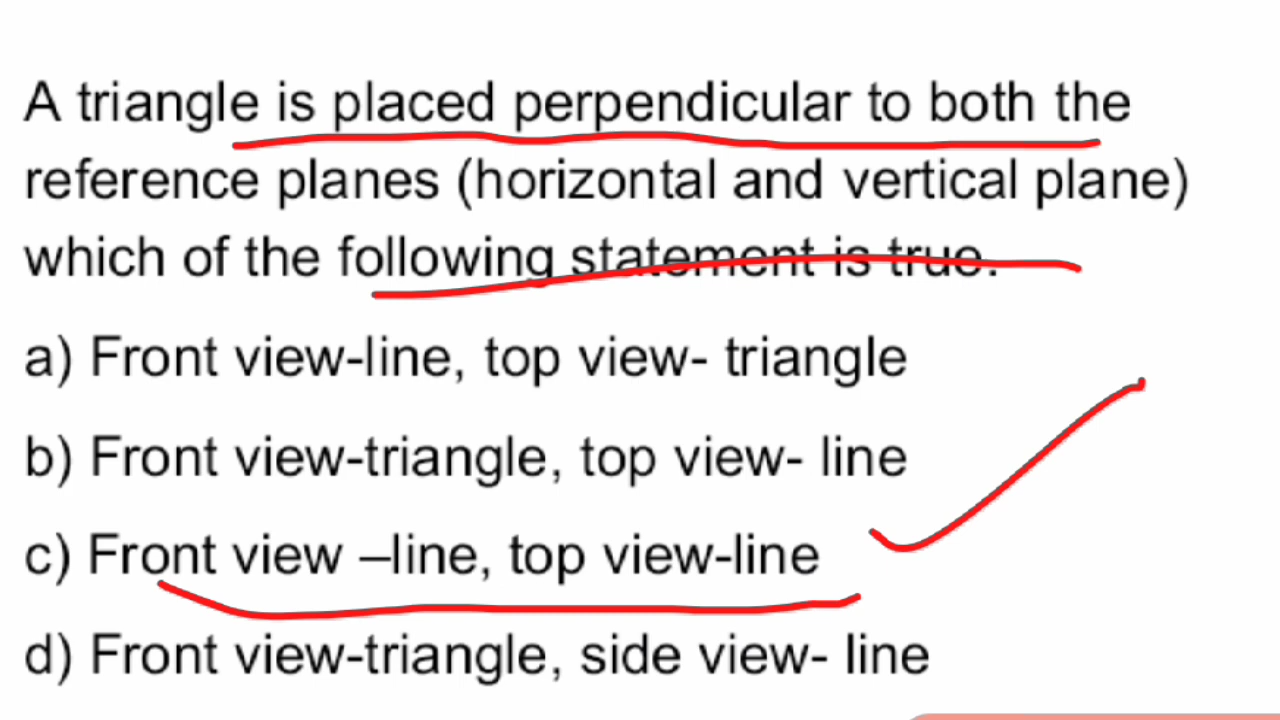 A triangle is placed perpendicular to both the
reference planes (horizontal and vertical plane)
which of the following statement is true.
a) Front view-line, top view- triangle
b) Front view-triangle, top view- line
c) Front view –line, top view-line
d) Front view-triangle, side view- line